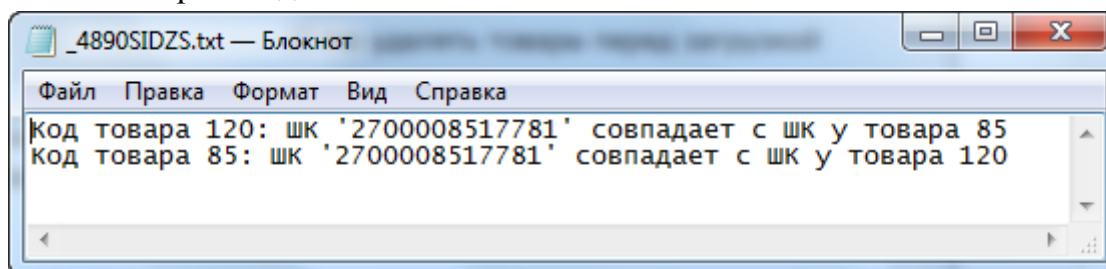 _4890SIDZS.txt — Блокнот
Файл Правка Формат Вид Справка
Код товара 120: ШК '2700008517781' совпадает с ШК у товара 85
Код товара 85: ШК '2700008517781' совпадает с ШК у товара 120